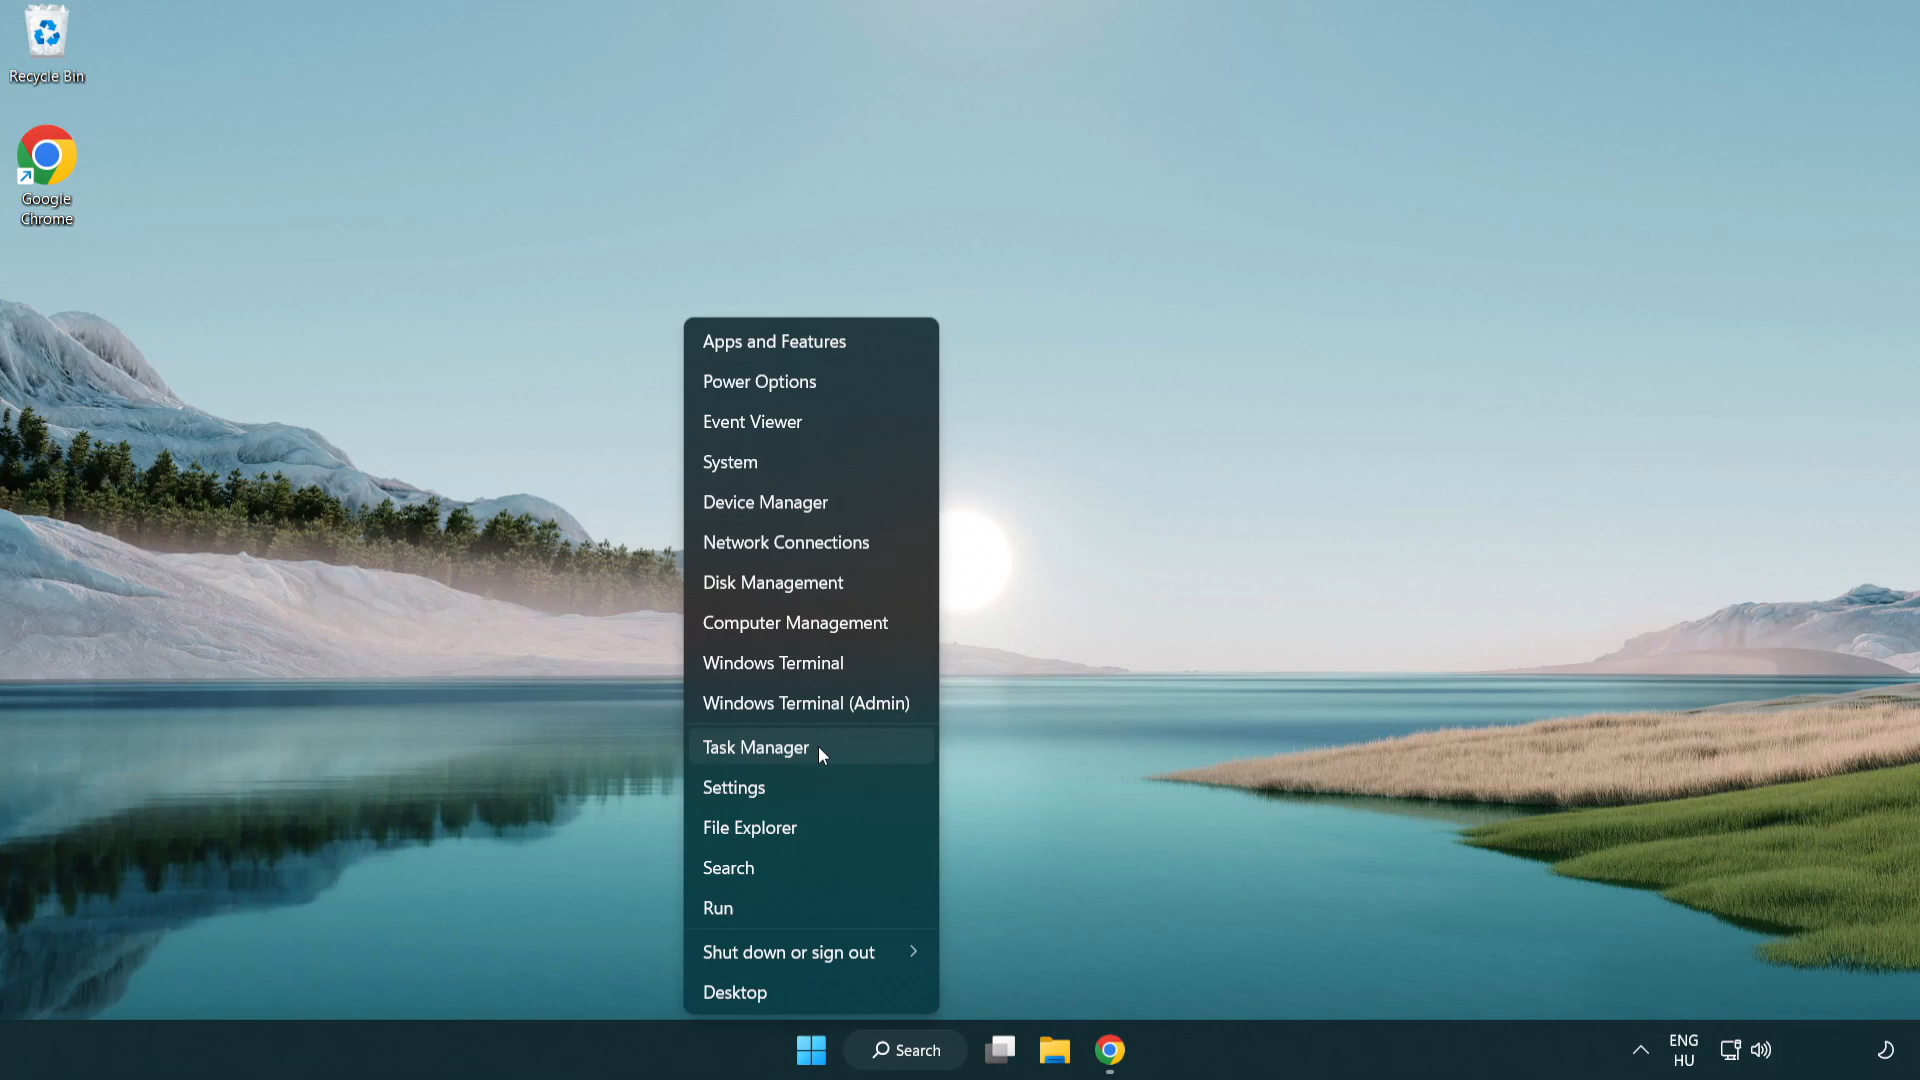 Recycle Bin
Google
Chrome
Apps and Features
Power Options
Event Viewer
System
Device Manager
Network Connections
Disk Management
Computer Management
Windows Terminal
Windows Terminal (Admin)
Task Manager
Settings
File Explorer
Search
Run
Shut down or sign out
Desktop
Search
ENG
HU